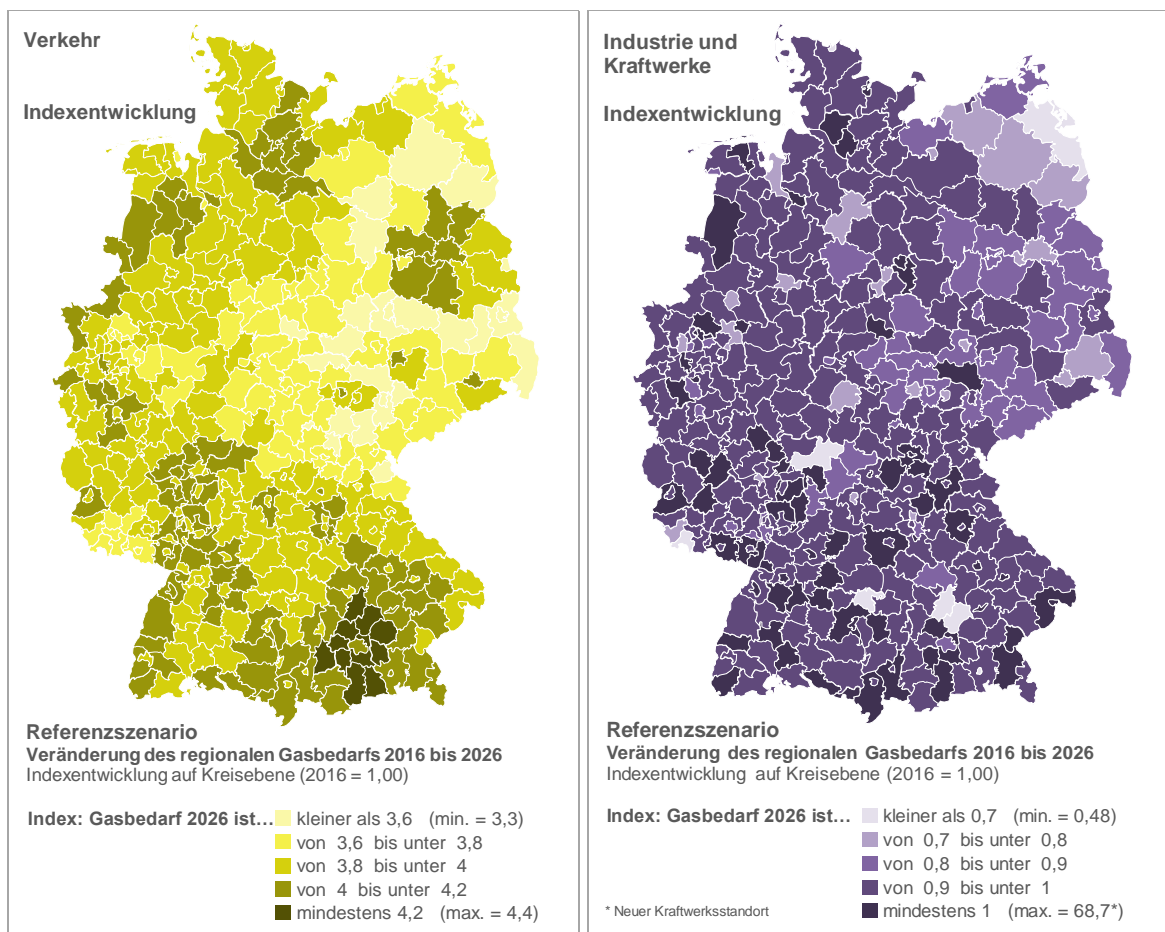 Verkehr
Indexentwicklung
Referenzszenario
Veränderung des regionalen Gasbedarfs 2016 bis 2026
Indexentwicklung auf Kreisebene (2016 = 1,00)
Index: Gasbedarf 2026 ist… kleiner als 3,6 (min. = 3,3)
von 3,6 bis unter 3,8
von 3,8 bis unter 4
von 4 bis unter 4,2
mindestens 4,2 (max. = 4,4)
Industrie und
Kraftwerke
Indexentwicklung
Referenzszenario
Veränderung des regionalen Gasbedarfs 2016 bis 2026
Indexentwicklung auf Kreisebene (2016 = 1,00)
Index: Gasbedarf 2026 ist… kleiner als 0,7 (min. = 0,48)
von 0,7 bis unter 0,8
von 0,8 bis unter 0,9
von 0,9 bis unter 1
* Neuer Kraftwerksstandort mindestens 1 (max. = 68,7*)